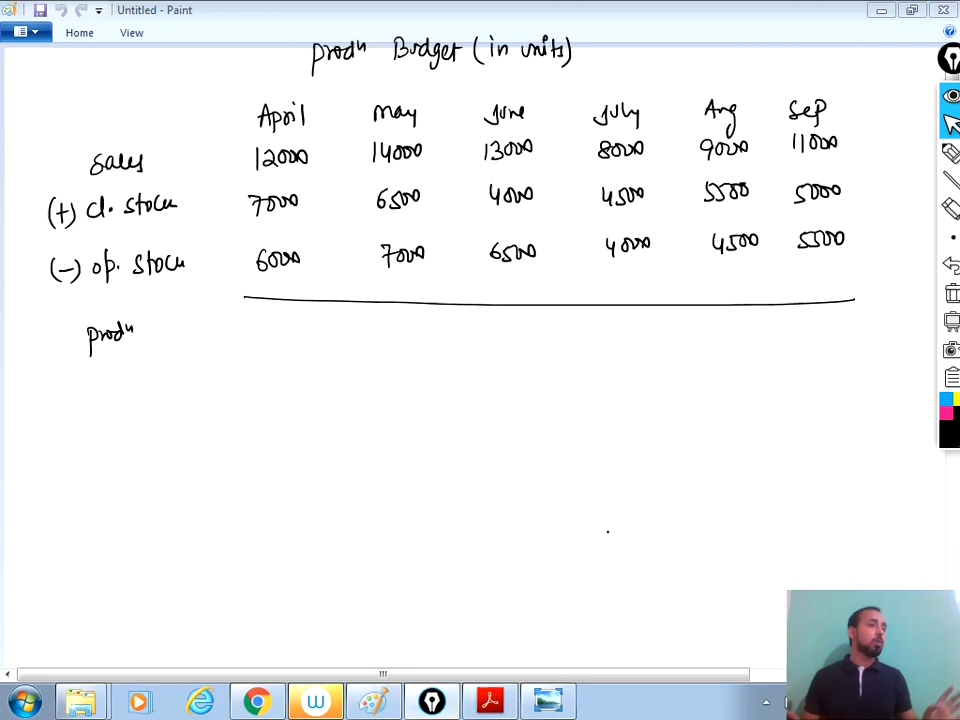 Untitled - Paint
Home View
prodⁿ Budget (in units)
April May June July Aug Sep
Sales 12000 14000 13000 8000 9000 11000
(+) cl. stock 7000 6500 4000 4500 5500 5000
(-) op. stock 6000 7000 6500 4000 4500 5500
prodⁿ